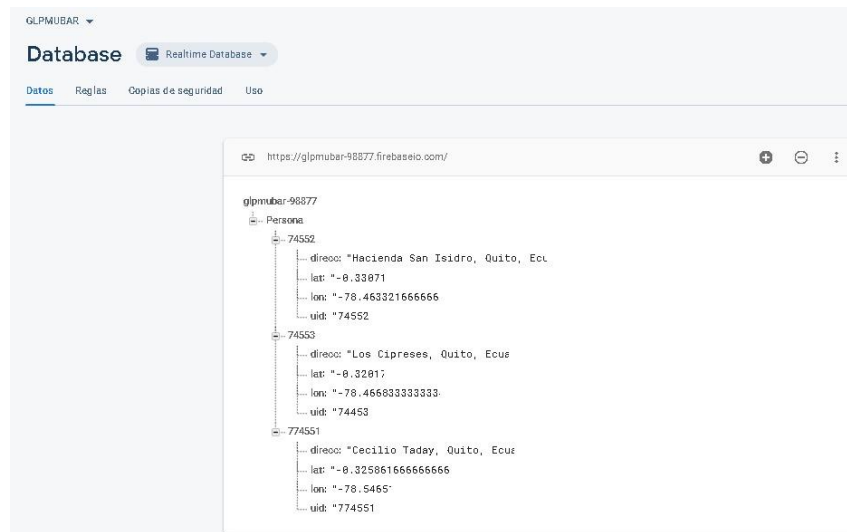 GLPMUBAR
Database Realtime Database
Datos Reglas Copias de seguridad Uso
https://glpmubar-98877.firebaseio.com/
glpmubar-98877
Persona
74552
direcc: "Hacienda San Isidro, Quito, Ecu
lat: "-0.33071
lon: "-78.463321666666
uid: "74552
74553
direcc: "Los Cipreses, Quito, Ecua
lat: "-0.32017
lon: "-78.466833333333
uid: "74453
774551
direcc: "Cecilio Taday, Quito, Ecua
lat: "-0.325861666666666
lon: "-78.5465
uid: "774551